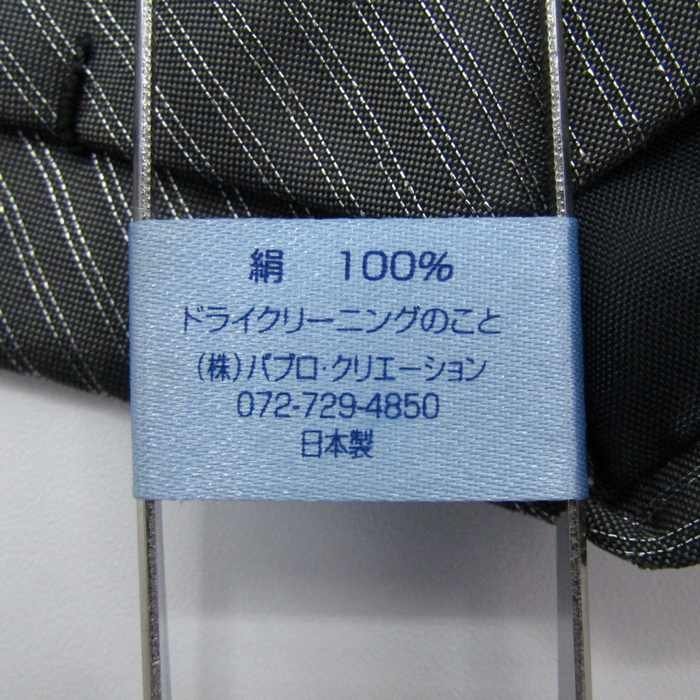 絹 100%
ドライクリーニングのこと
(株)パプロ・クリエーション
072-729-4850
日本製